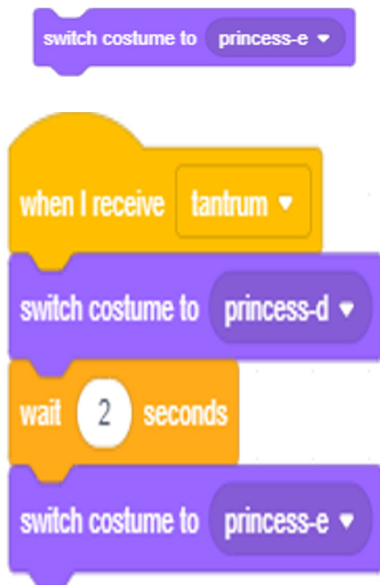 switch costume to princess-e
when I receive tantrum
switch costume to princess-d
wait 2 seconds
switch costume to princess-e